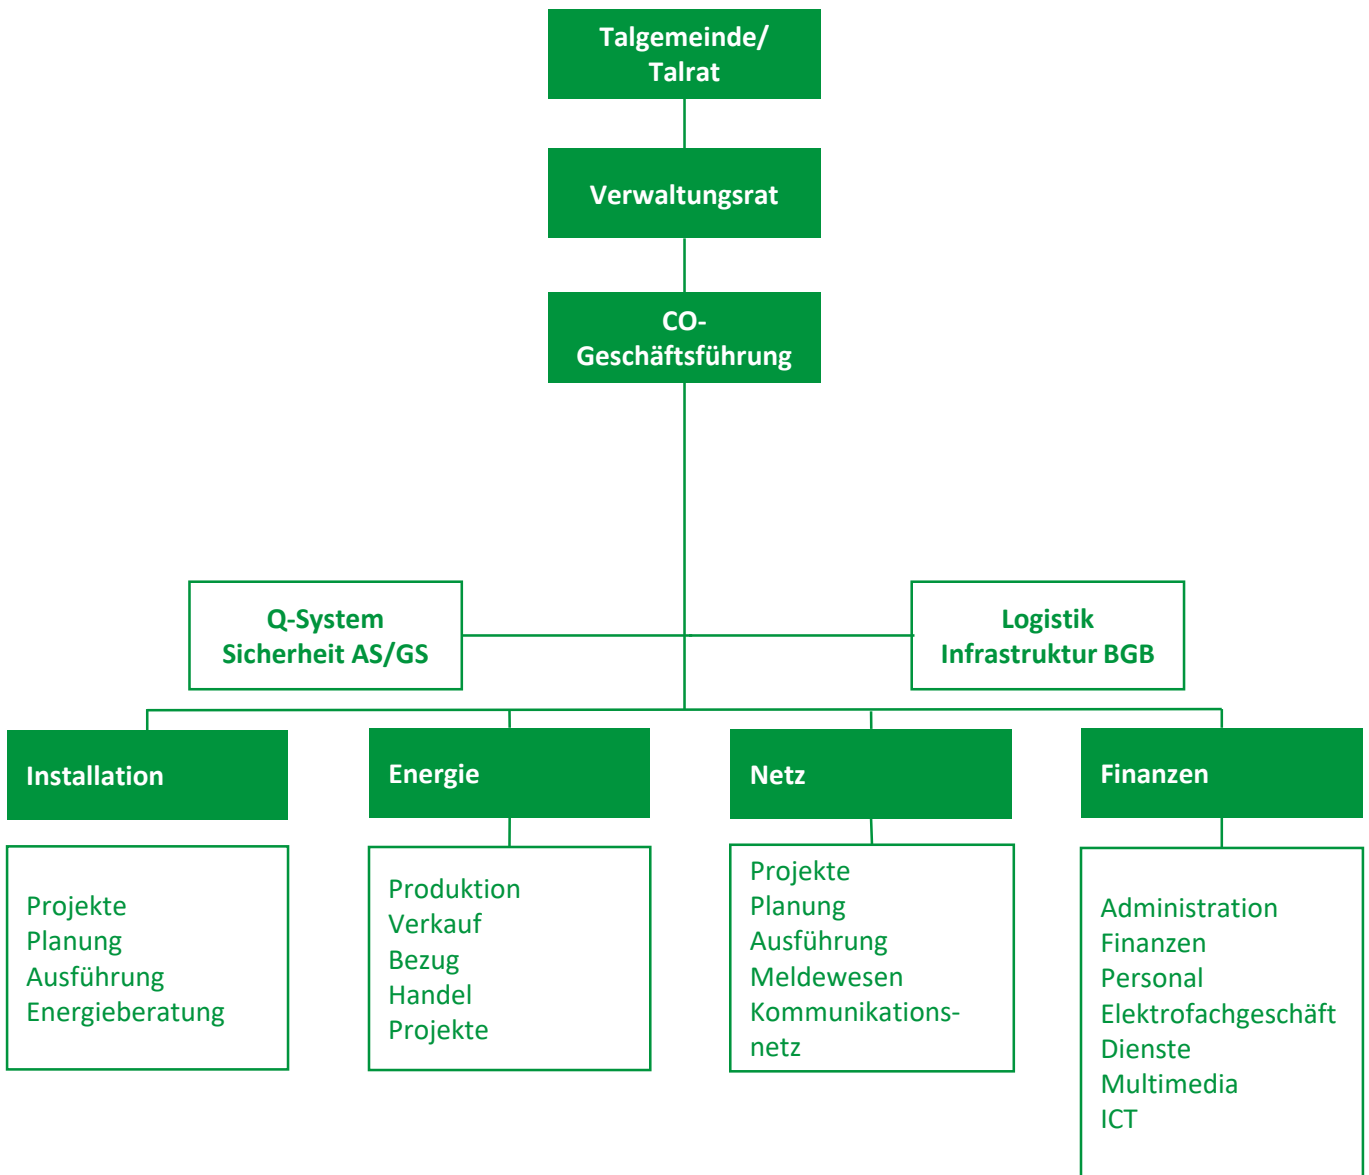 Talgemeinde/
Talrat
Verwaltungsrat
CO-
Geschäftsführung
Q-System
Sicherheit AS/GS
Logistik
Infrastruktur BGB
Installation
Energie
Netz
Finanzen
Projekte
Planung
Ausführung
Energieberatung
Produktion
Verkauf
Bezug
Handel
Projekte
Projekte
Planung
Ausführung
Meldewesen
Kommunikations-
netz
Administration
Finanzen
Personal
Elektrofachgeschäft
Dienste
Multimedia
ICT